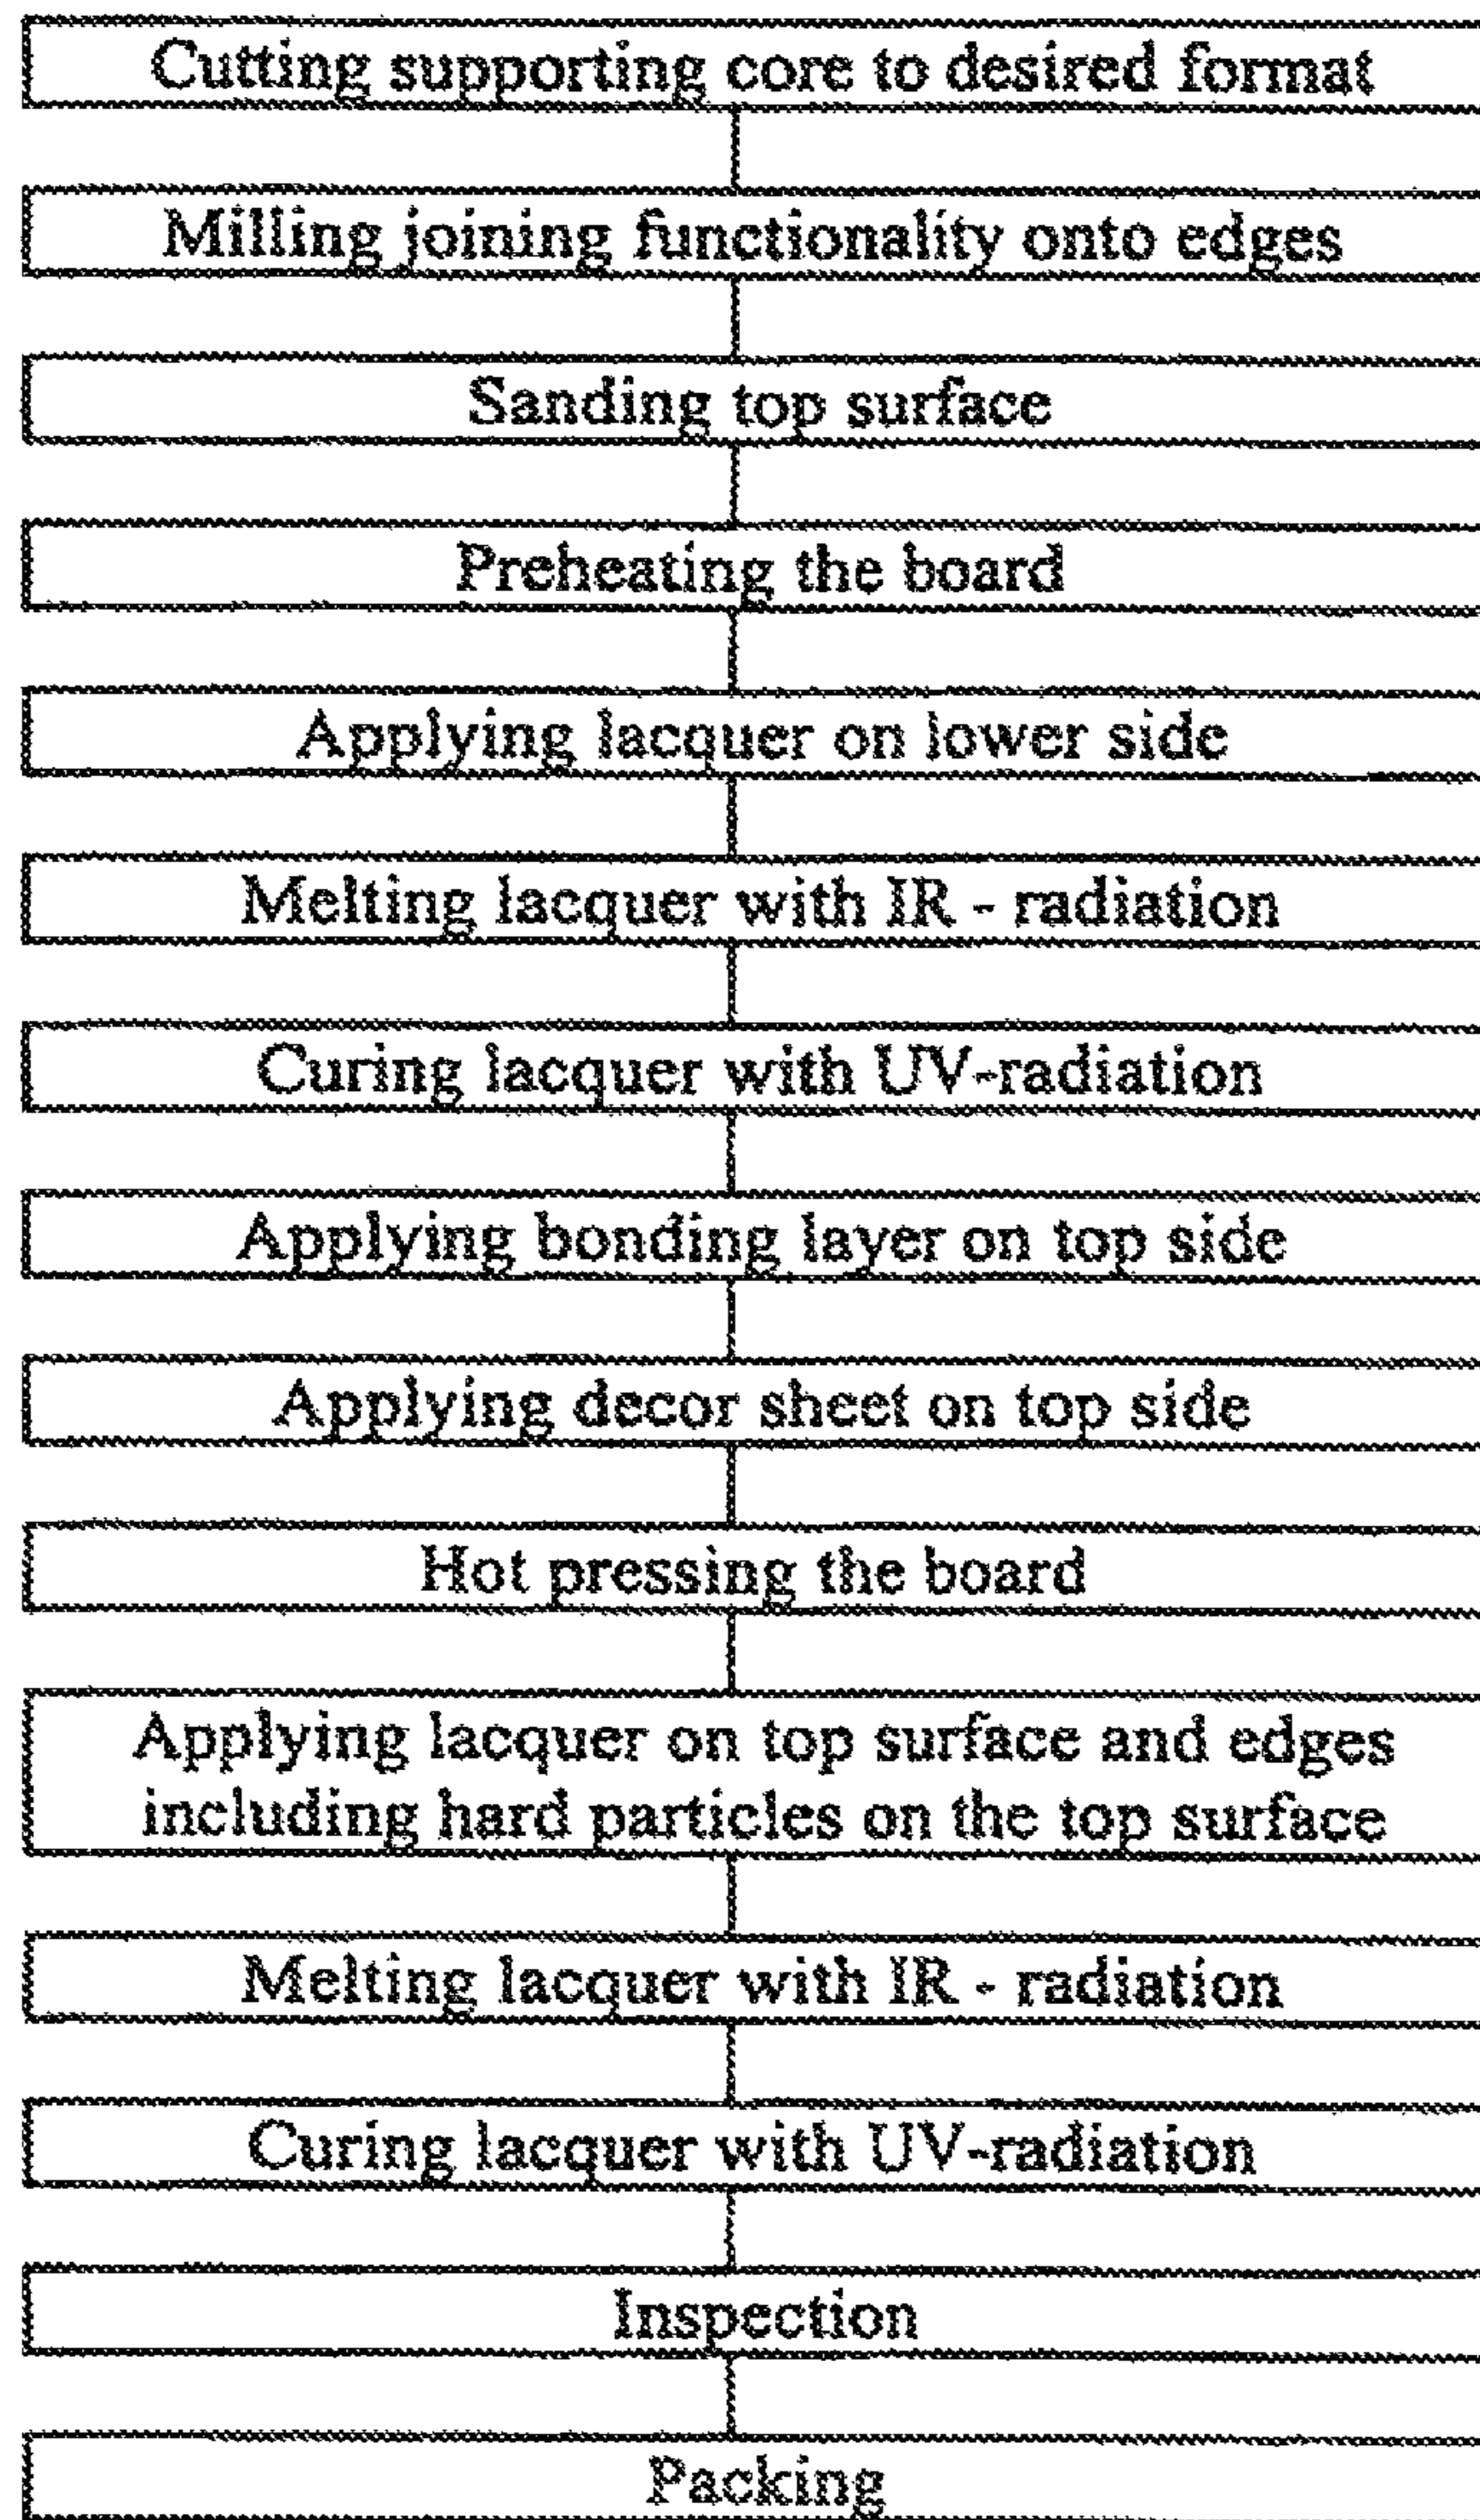 Cutting supporting core to desired format
Milling joining functionality onto edges
Sanding top surface
Preheating the board
Applying lacquer on lower side
Melting lacquer with IR - radiation
Curing lacquer with UV-radiation
Applying bonding layer on top side
Applying decor sheet on top side
Hot pressing the board
Applying lacquer on top surface and edges
including hard particles on the top surface
Melting lacquer with IR - radiation
Curing lacquer with UV-radiation
Inspection
Packing